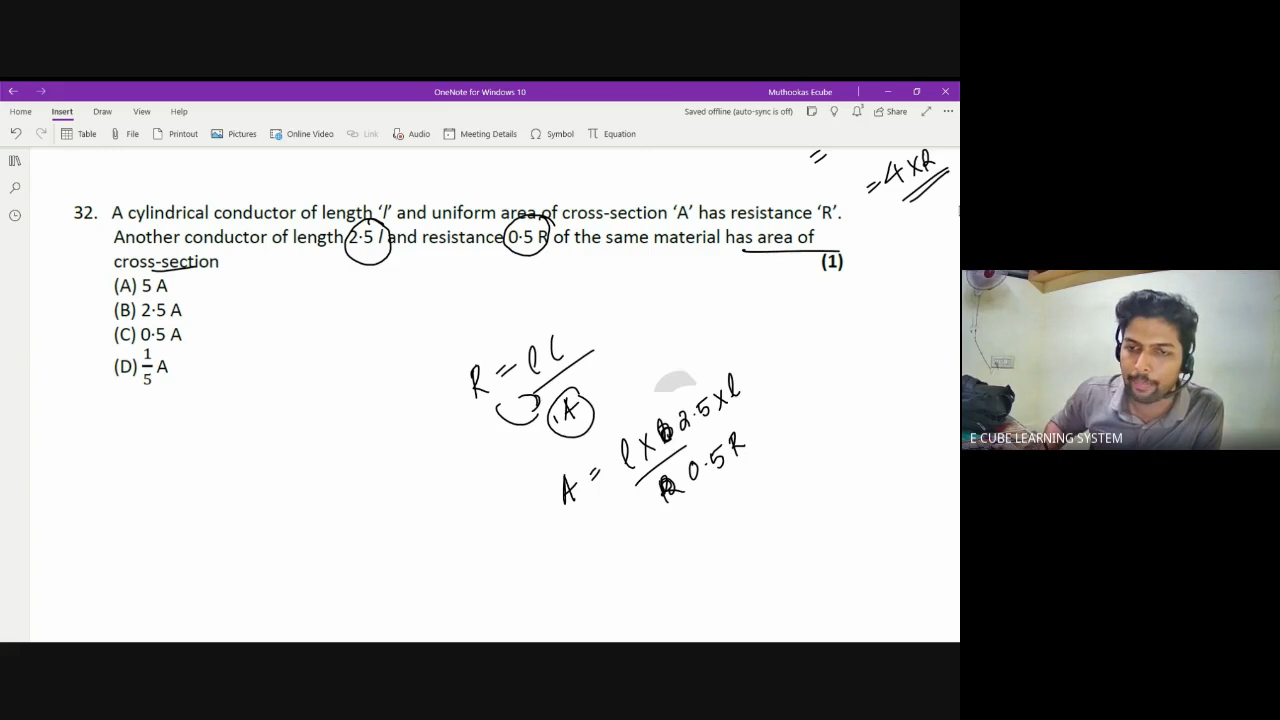 OneNote for Windows 10
Muthookas Ecube
Home Insert Draw View Help
Saved offline (auto-sync is off)
Share
Table File Printout Pictures Online Video Link Audio Meeting Details Symbol Equation
=
= 4 x R
32. A cylindrical conductor of length ‘l’ and uniform area of cross-section ‘A’ has resistance ‘R’.
Another conductor of length 2·5 l and resistance 0·5 R of the same material has area of
cross-section (1)
(A) 5 A
(B) 2·5 A
(C) 0·5 A
(D) 1/5 A
R = l l / A
A = l x 2.5 x l / 0.5 R
E CUBE LEARNING SYSTEM